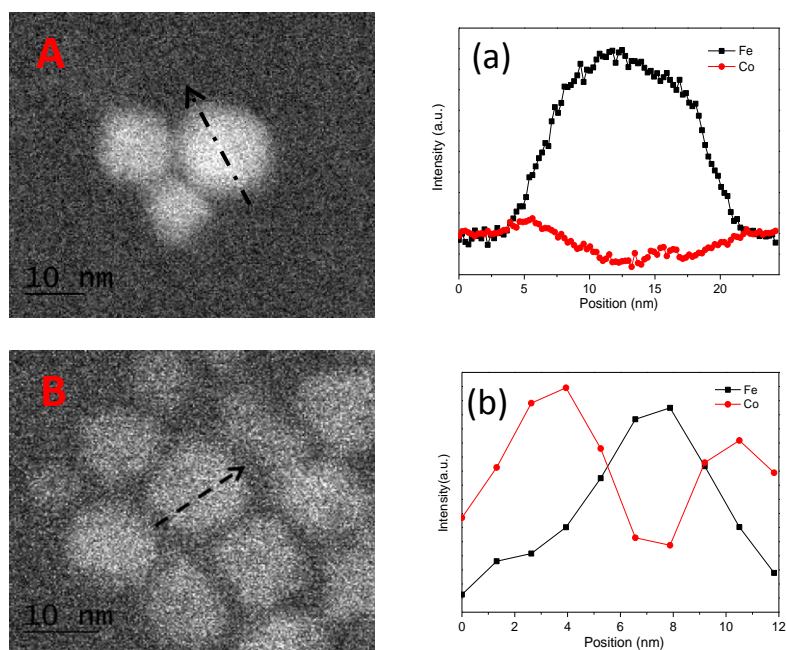 A
10 nm
(a)
Fe
Co
Intensity (a.u.)
0 5 10 15 20
Position (nm)
B
10 nm
(b)
Fe
Co
Intensity(a.u.)
0 2 4 6 8 10 12
Position (nm)